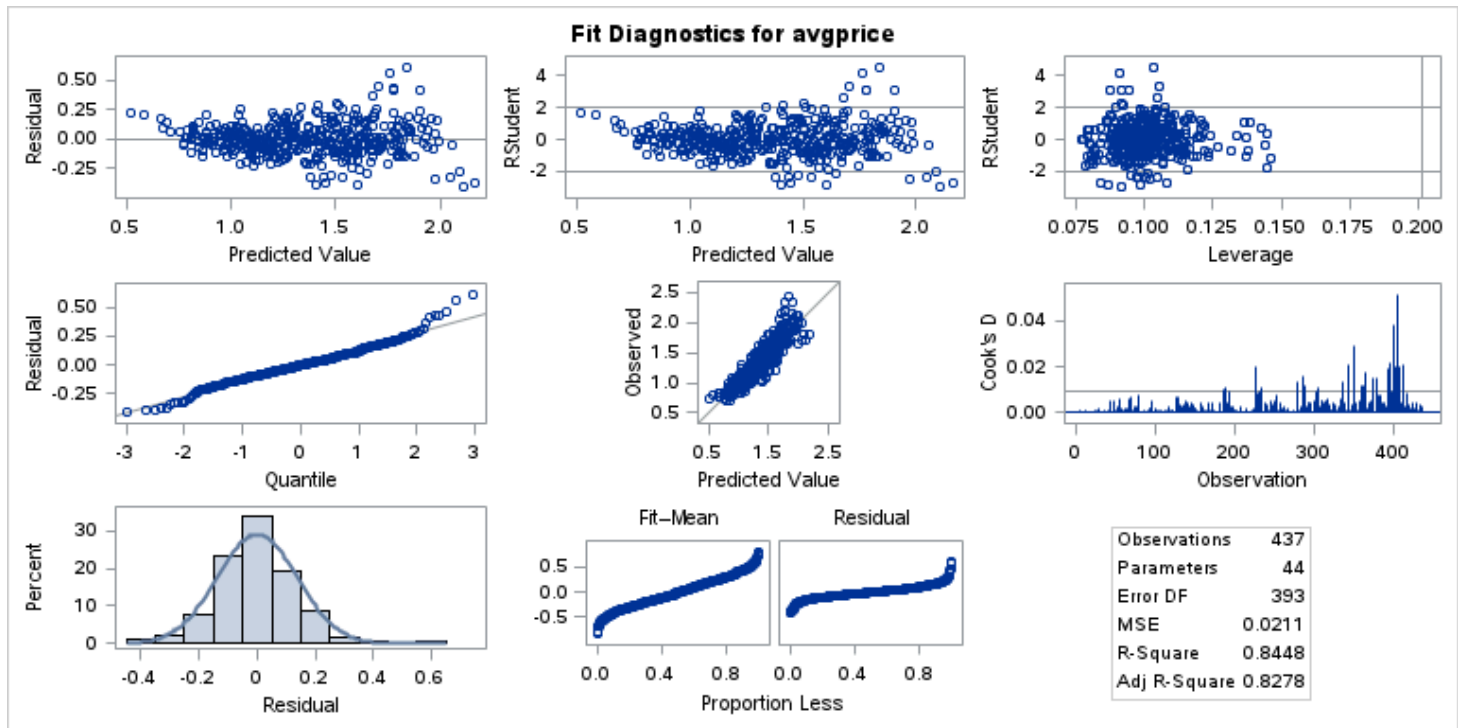 Fit Diagnostics for avgprice
Residual
0.50
0.25
0.00
-0.25
0.5 1.0 1.5 2.0
Predicted Value
RStudent
4
2
0
-2
0.5 1.0 1.5 2.0
Predicted Value
RStudent
4
2
0
-2
0.075 0.100 0.125 0.150 0.175 0.200
Leverage
Residual
0.50
0.25
0.00
-0.25
-3 -2 -1 0 1 2 3
Quantile
Observed
2.5
2.0
1.5
1.0
0.5
0.5 1.5 2.5
Predicted Value
Cook's D
0.04
0.02
0.00
0 100 200 300 400
Observation
Percent
30
20
10
0
-0.4 -0.2 0 0.2 0.4 0.6
Residual
Fit–Mean Residual
0.5
0.0
-0.5
0.0 0.4 0.8 0.0 0.4 0.8
Proportion Less
Observations 437
Parameters 44
Error DF 393
MSE 0.0211
R-Square 0.8448
Adj R-Square 0.8278